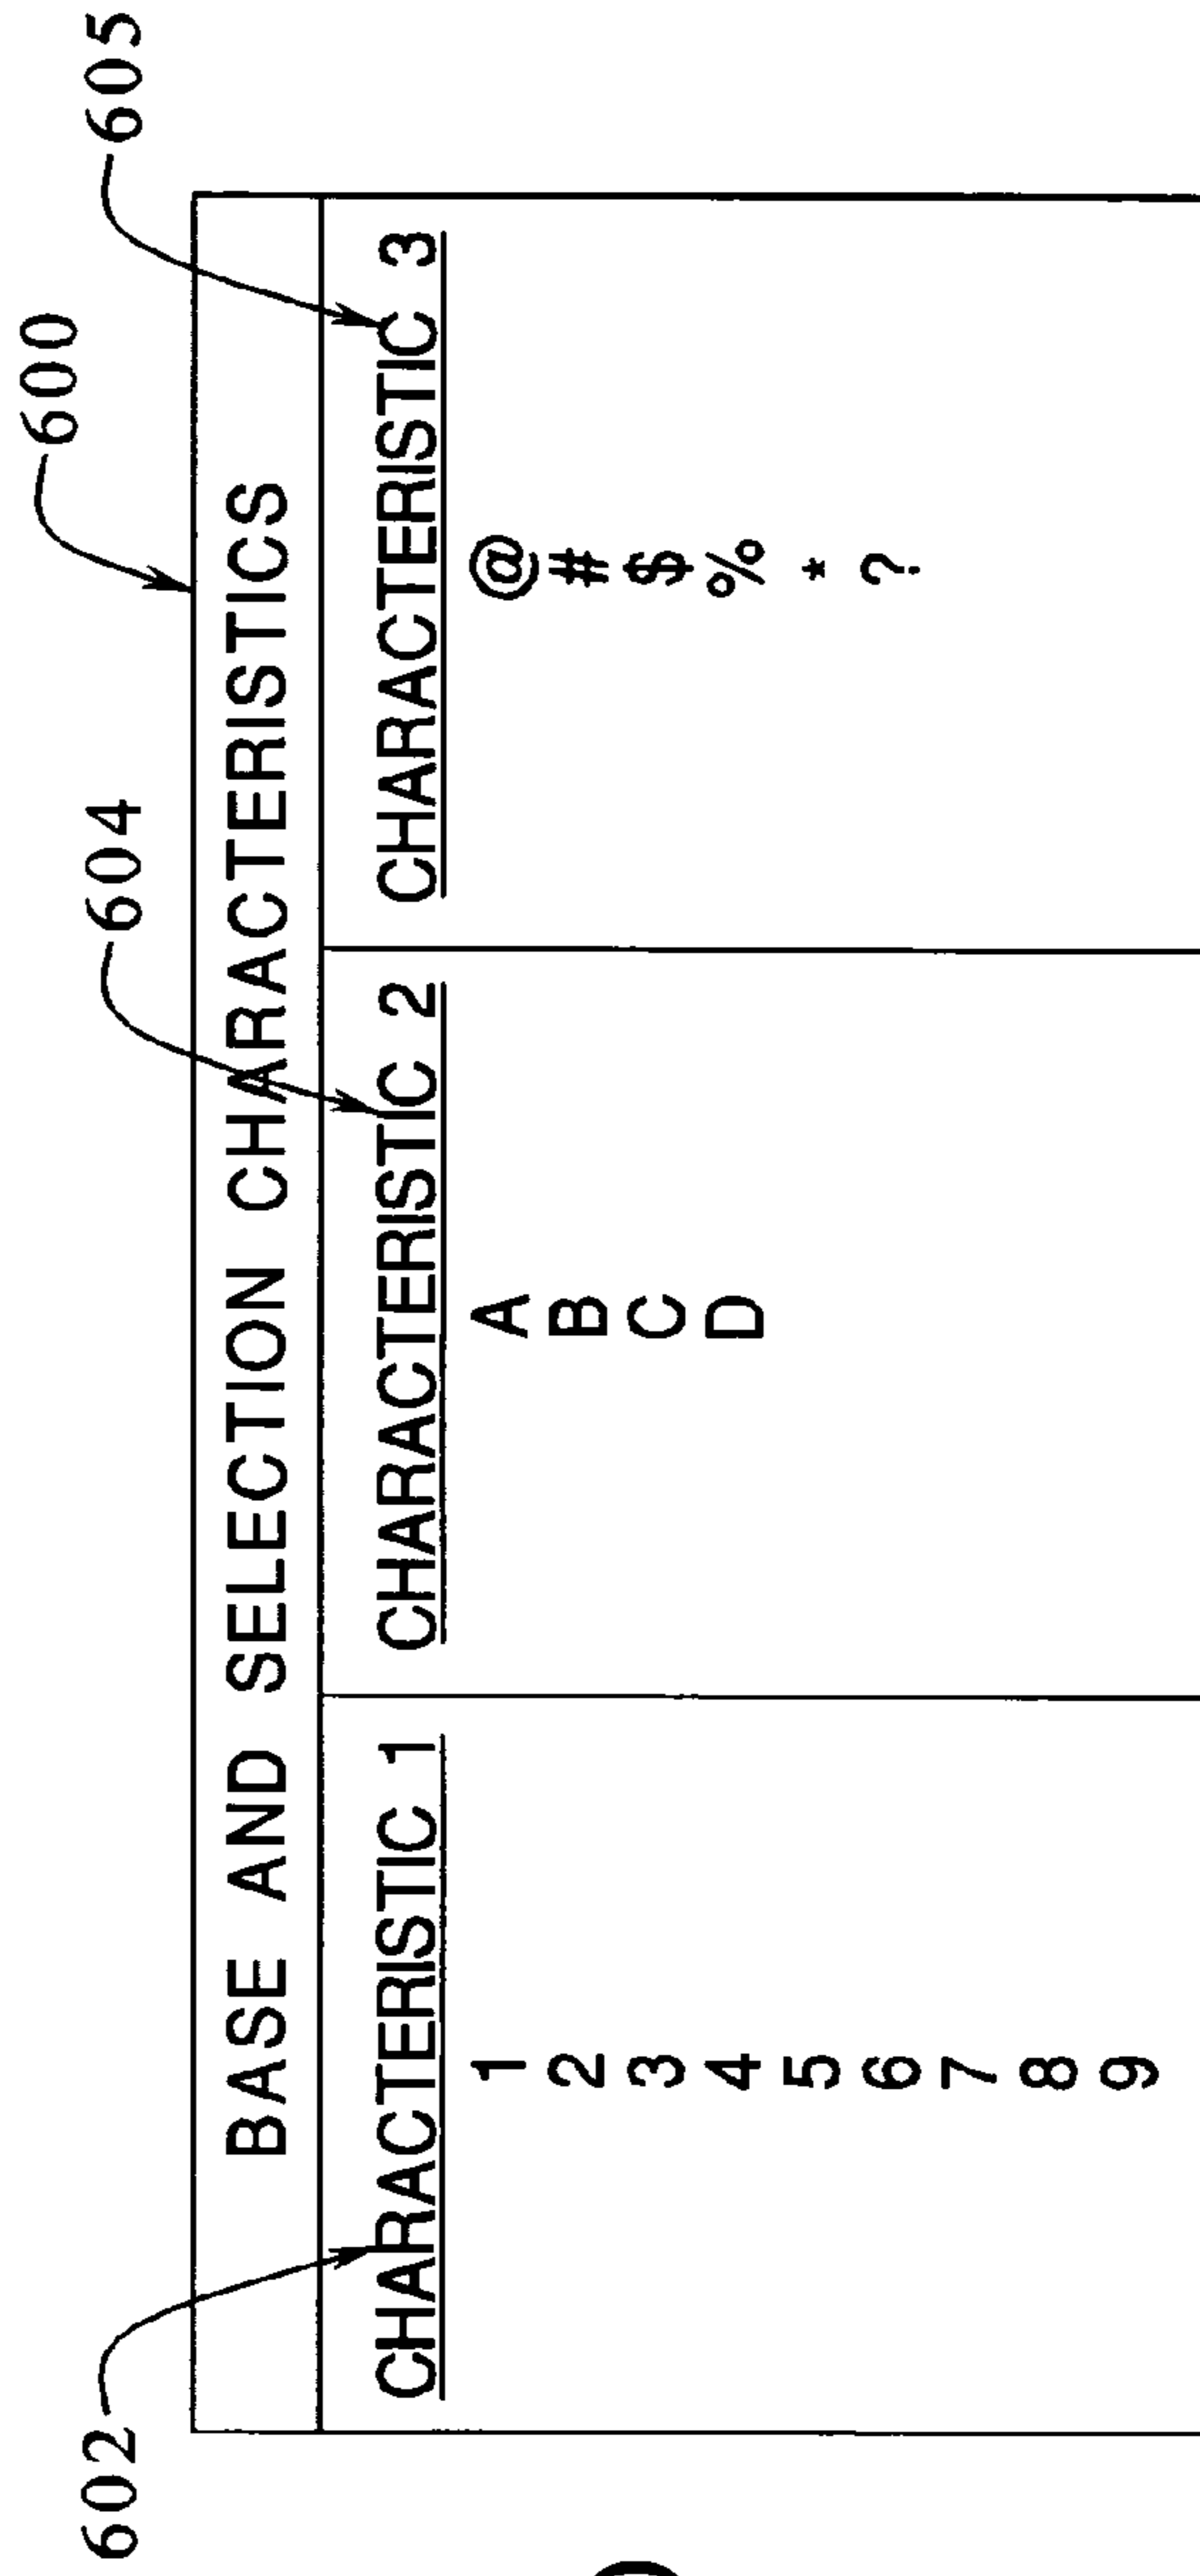 600
602
604
605
BASE AND SELECTION CHARACTERISTICS
CHARACTERISTIC 1
1
2
3
4
5
6
7
8
9
CHARACTERISTIC 2
A
B
C
D
CHARACTERISTIC 3
@
#
$
%
*
?